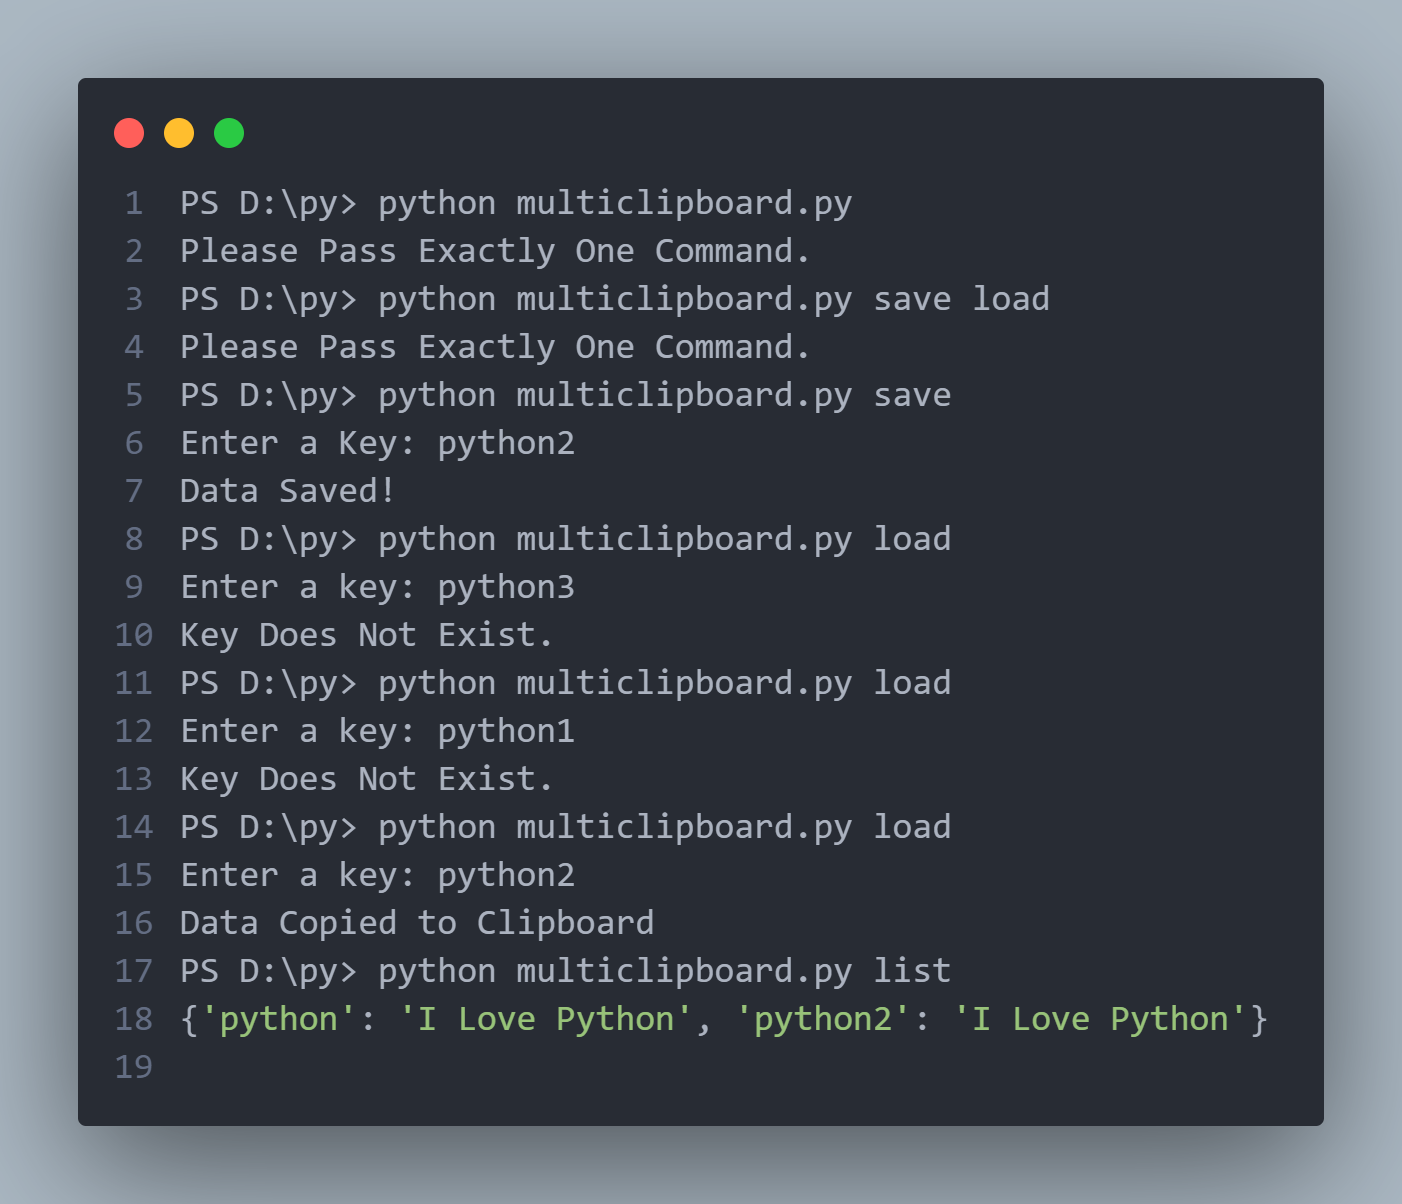 1 PS D:\py> python multiclipboard.py
2 Please Pass Exactly One Command.
3 PS D:\py> python multiclipboard.py save load
4 Please Pass Exactly One Command.
5 PS D:\py> python multiclipboard.py save
6 Enter a Key: python2
7 Data Saved!
8 PS D:\py> python multiclipboard.py load
9 Enter a key: python3
10 Key Does Not Exist.
11 PS D:\py> python multiclipboard.py load
12 Enter a key: python1
13 Key Does Not Exist.
14 PS D:\py> python multiclipboard.py load
15 Enter a key: python2
16 Data Copied to Clipboard
17 PS D:\py> python multiclipboard.py list
18 {'python': 'I Love Python', 'python2': 'I Love Python'}
19